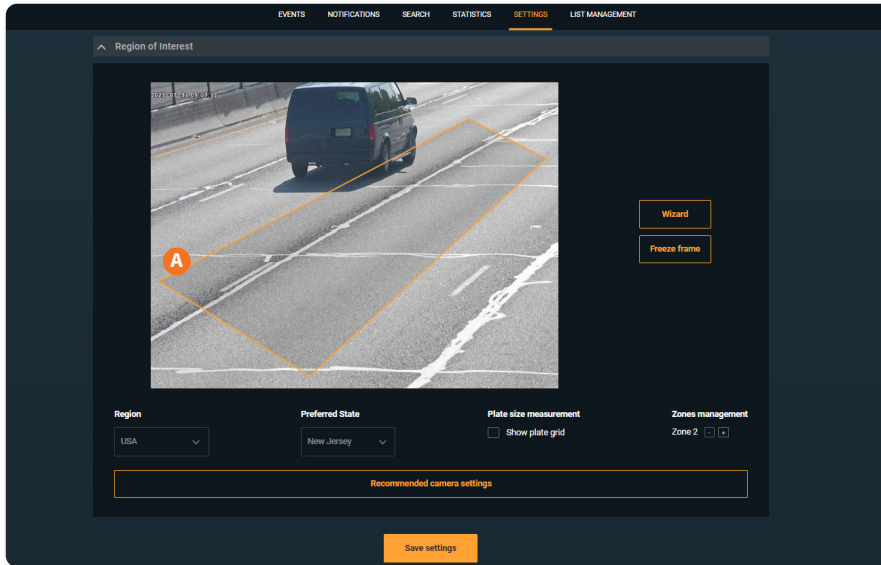 EVENTS NOTIFICATIONS SEARCH STATISTICS SETTINGS LIST MANAGEMENT
Region of Interest
A
Wizard
Freeze frame
Region Preferred State Plate size measurement Zones management
USA New Jersey Show plate grid Zone 2 - +
Recommended camera settings
Save settings